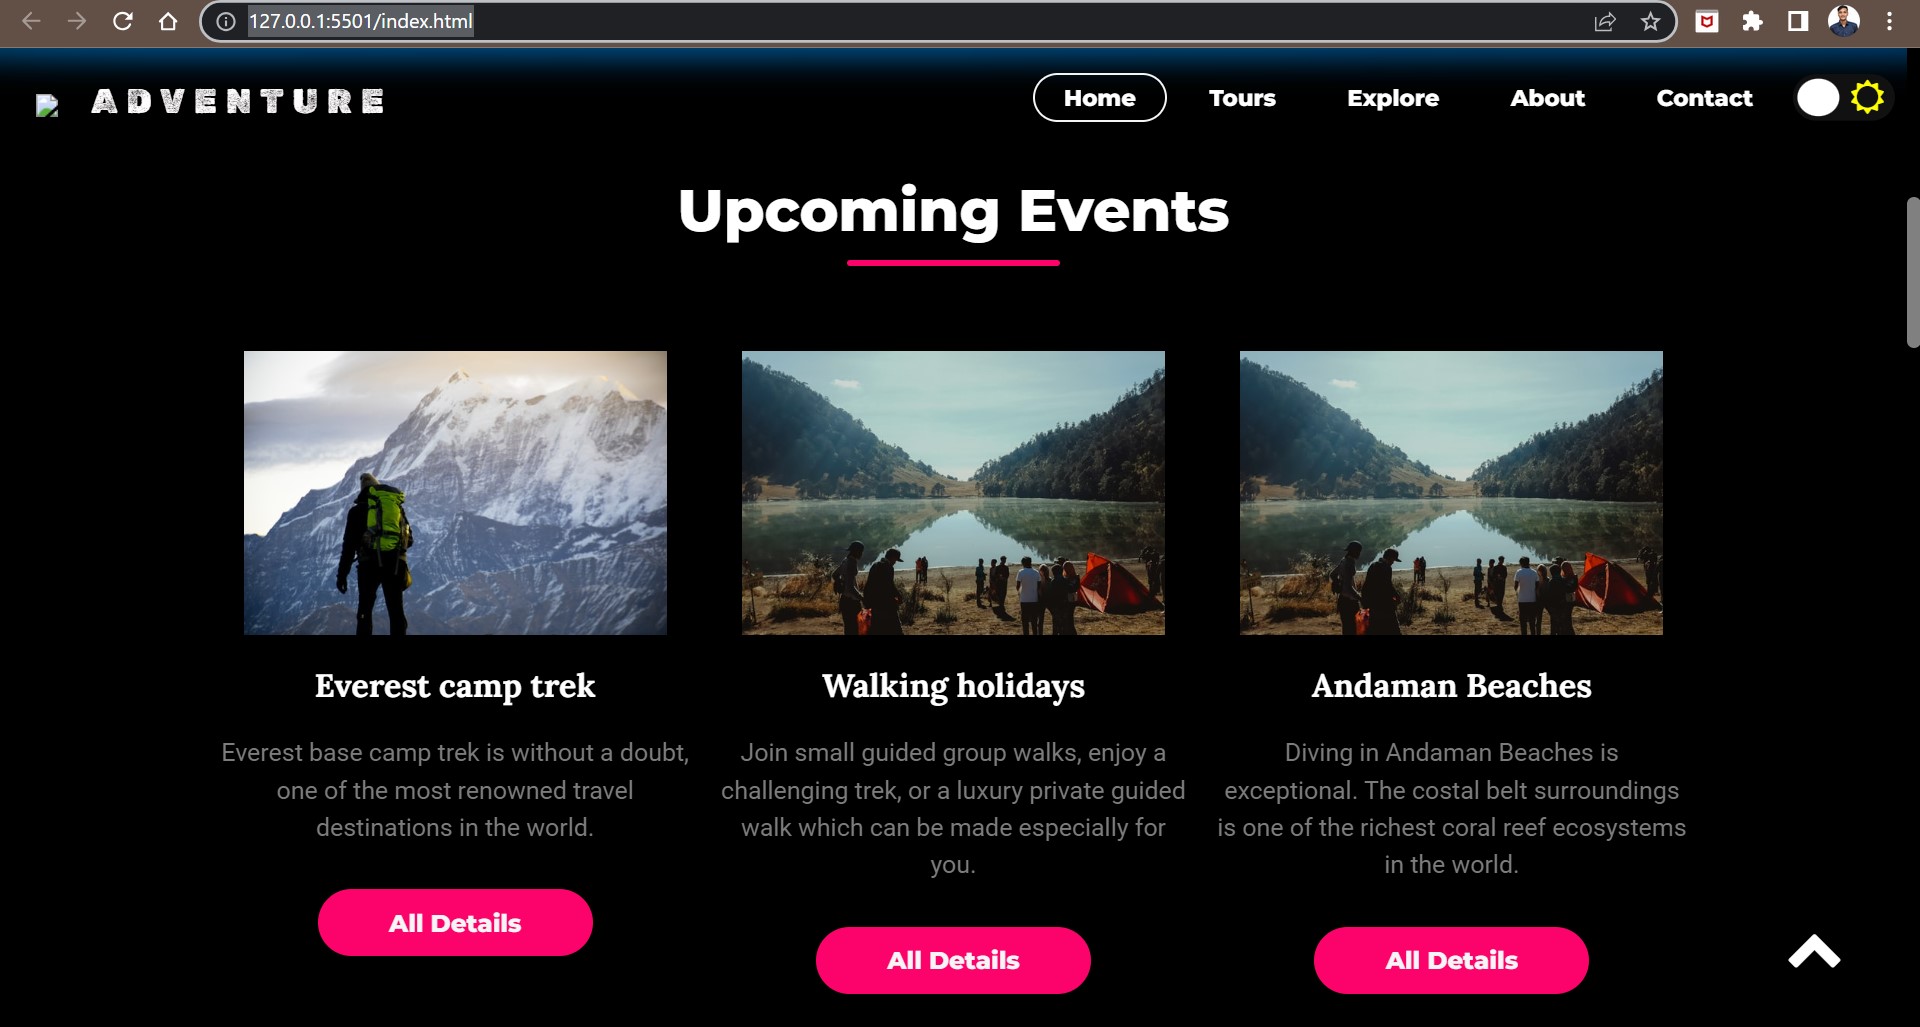 127.0.0.1:5501/index.html
ADVENTURE
Home Tours Explore About Contact
Upcoming Events
Everest camp trek
Everest base camp trek is without a doubt,
one of the most renowned travel
destinations in the world.
All Details
Walking holidays
Join small guided group walks, enjoy a
challenging trek, or a luxury private guided
walk which can be made especially for
you.
All Details
Andaman Beaches
Diving in Andaman Beaches is
exceptional. The costal belt surroundings
is one of the richest coral reef ecosystems
in the world.
All Details